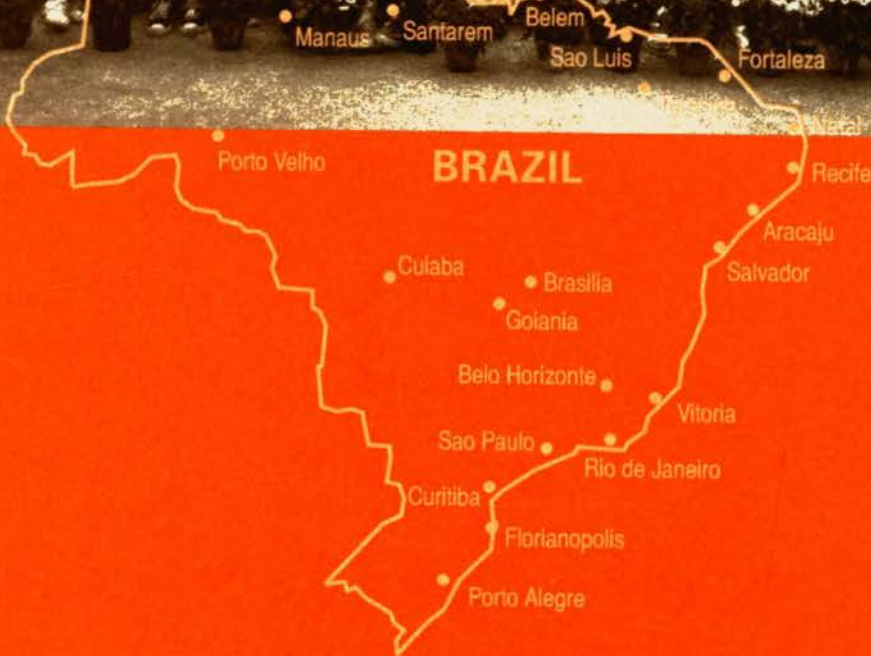 Belem
Manaus
Santarem
Sao Luis
Fortaleza
Natal
Porto Velho
BRAZIL
Recife
Aracaju
Salvador
Cuiaba
Brasilia
Goiania
Belo Horizonte
Vitoria
Sao Paulo
Rio de Janeiro
Curitiba
Florianopolis
Porto Alegre